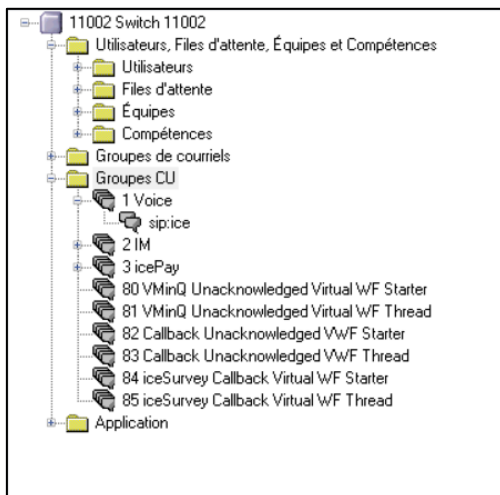 11002 Switch 11002
Utilisateurs, Files d'attente, Équipes et Compétences
Utilisateurs
Files d'attente
Équipes
Compétences
Groupes de courriels
Groupes CU
1 Voice
sip:ice
2 IM
3 icePay
80 VMinQ Unacknowledged Virtual WF Starter
81 VMinQ Unacknowledged Virtual WF Thread
82 Callback Unacknowledged VWF Starter
83 Callback Unacknowledged VWF Thread
84 iceSurvey Callback Virtual WF Starter
85 iceSurvey Callback Virtual WF Thread
Application